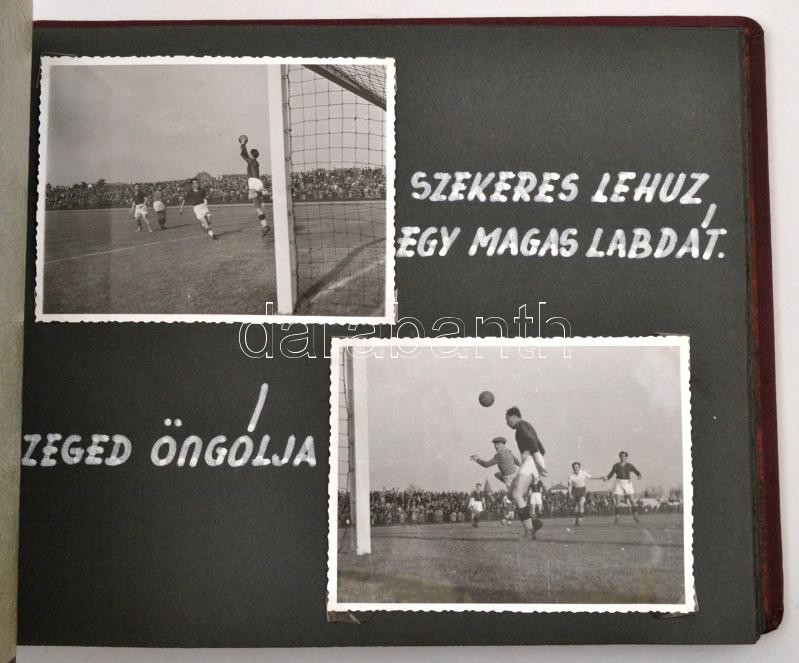 SZEKERES LEHUZ
EGY MAGAS LABDÁT.
darabanth
ZEGED ÖNGÓLJA